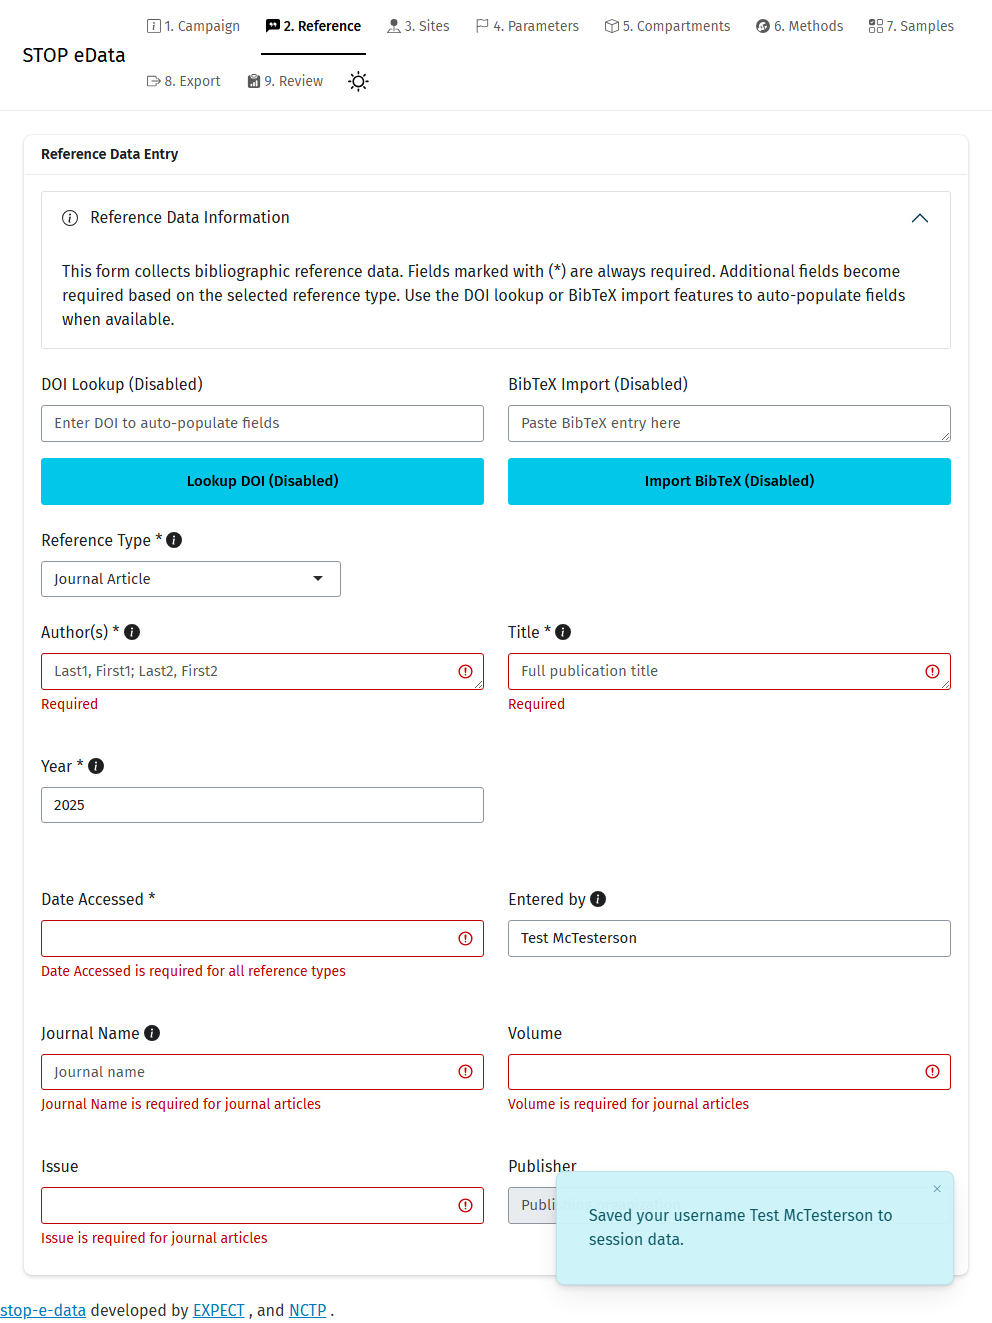 STOP eData
1. Campaign
2. Reference
3. Sites
4. Parameters
5. Compartments
6. Methods
7. Samples
8. Export
9. Review
Reference Data Entry
Reference Data Information
This form collects bibliographic reference data. Fields marked with (*) are always required. Additional fields become
required based on the selected reference type. Use the DOI lookup or BibTeX import features to auto-populate fields
when available.
DOI Lookup (Disabled)
BibTeX Import (Disabled)
Enter DOI to auto-populate fields
Paste BibTeX entry here
Lookup DOI (Disabled)
Import BibTeX (Disabled)
Reference Type *
Journal Article
Author(s) *
Title *
Last1, First1; Last2, First2
Full publication title
Required
Required
Year *
2025
Date Accessed *
Entered by
Test McTesterson
Date Accessed is required for all reference types
Journal Name
Volume
Journal name
Journal Name is required for journal articles
Volume is required for journal articles
Issue
Publisher
Issue is required for journal articles
Saved your username Test McTesterson to
session data.
stop-e-data developed by EXPECT , and NCTP .